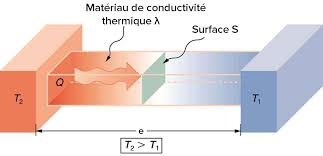 Matériau de conductivité
thermique λ
Surface S
Q
T₂
T₁
e
T₂ > T₁